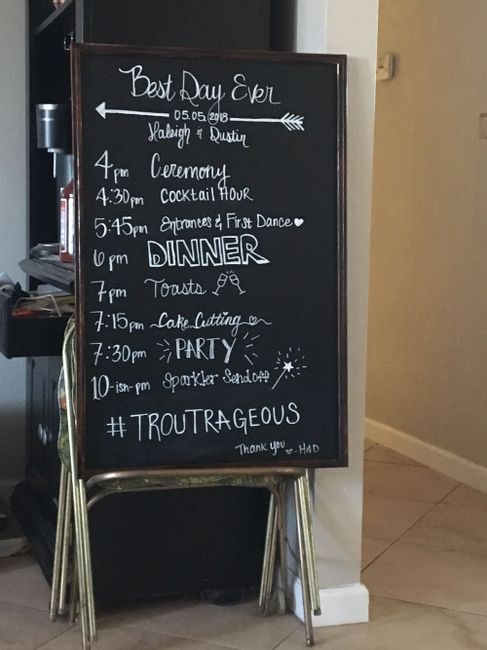 Best Day Ever
05.05.2018
Haleigh & Dustin
4pm Ceremony
4:30pm COCKTAIL HOUR
5:45pm Entrances & First Dance
6pm DINNER
7pm Toasts
7:15pm Cake Cutting
7:30pm PARTY
10-ish-pm Sparkler Sendoff
#TROUTRAGEOUS
Thank you -H&D